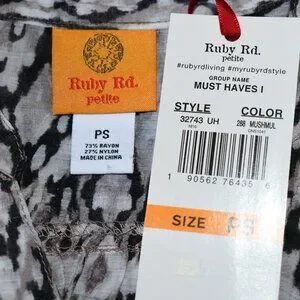 Ruby Rd.
petite
PS
73% RAYON
27% NYLON
MADE IN CHINA
Ruby Rd.
petite
#rubyrdliving #myrubyrdstyle
GROUP NAME
MUST HAVES I
STYLE COLOR
32743 UH 288 MUSHMUL
1 90562 76435 6
SIZE PS